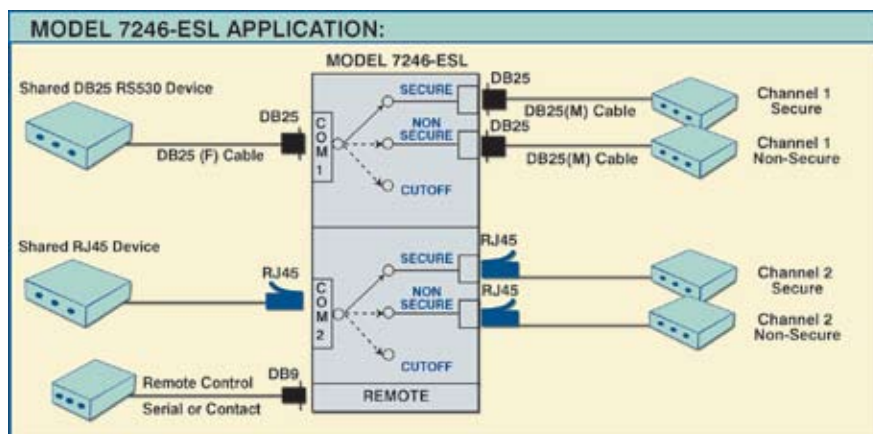 MODEL 7246-ESL APPLICATION:
MODEL 7246-ESL
Shared DB25 RS530 Device
DB25
DB25 (F) Cable
COM 1
SECURE
NON
SECURE
CUTOFF
DB25
DB25(M) Cable
Channel 1
Secure
DB25
DB25(M) Cable
Channel 1
Non-Secure
Shared RJ45 Device
RJ45
COM 2
SECURE
NON
SECURE
CUTOFF
RJ45
Channel 2
Secure
RJ45
Channel 2
Non-Secure
Remote Control
Serial or Contact
DB9
REMOTE